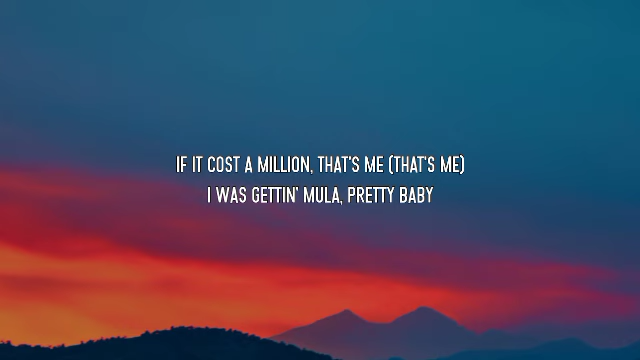 IF IT COST A MILLION, THAT'S ME (THAT'S ME)
I WAS GETTIN' MULA, PRETTY BABY